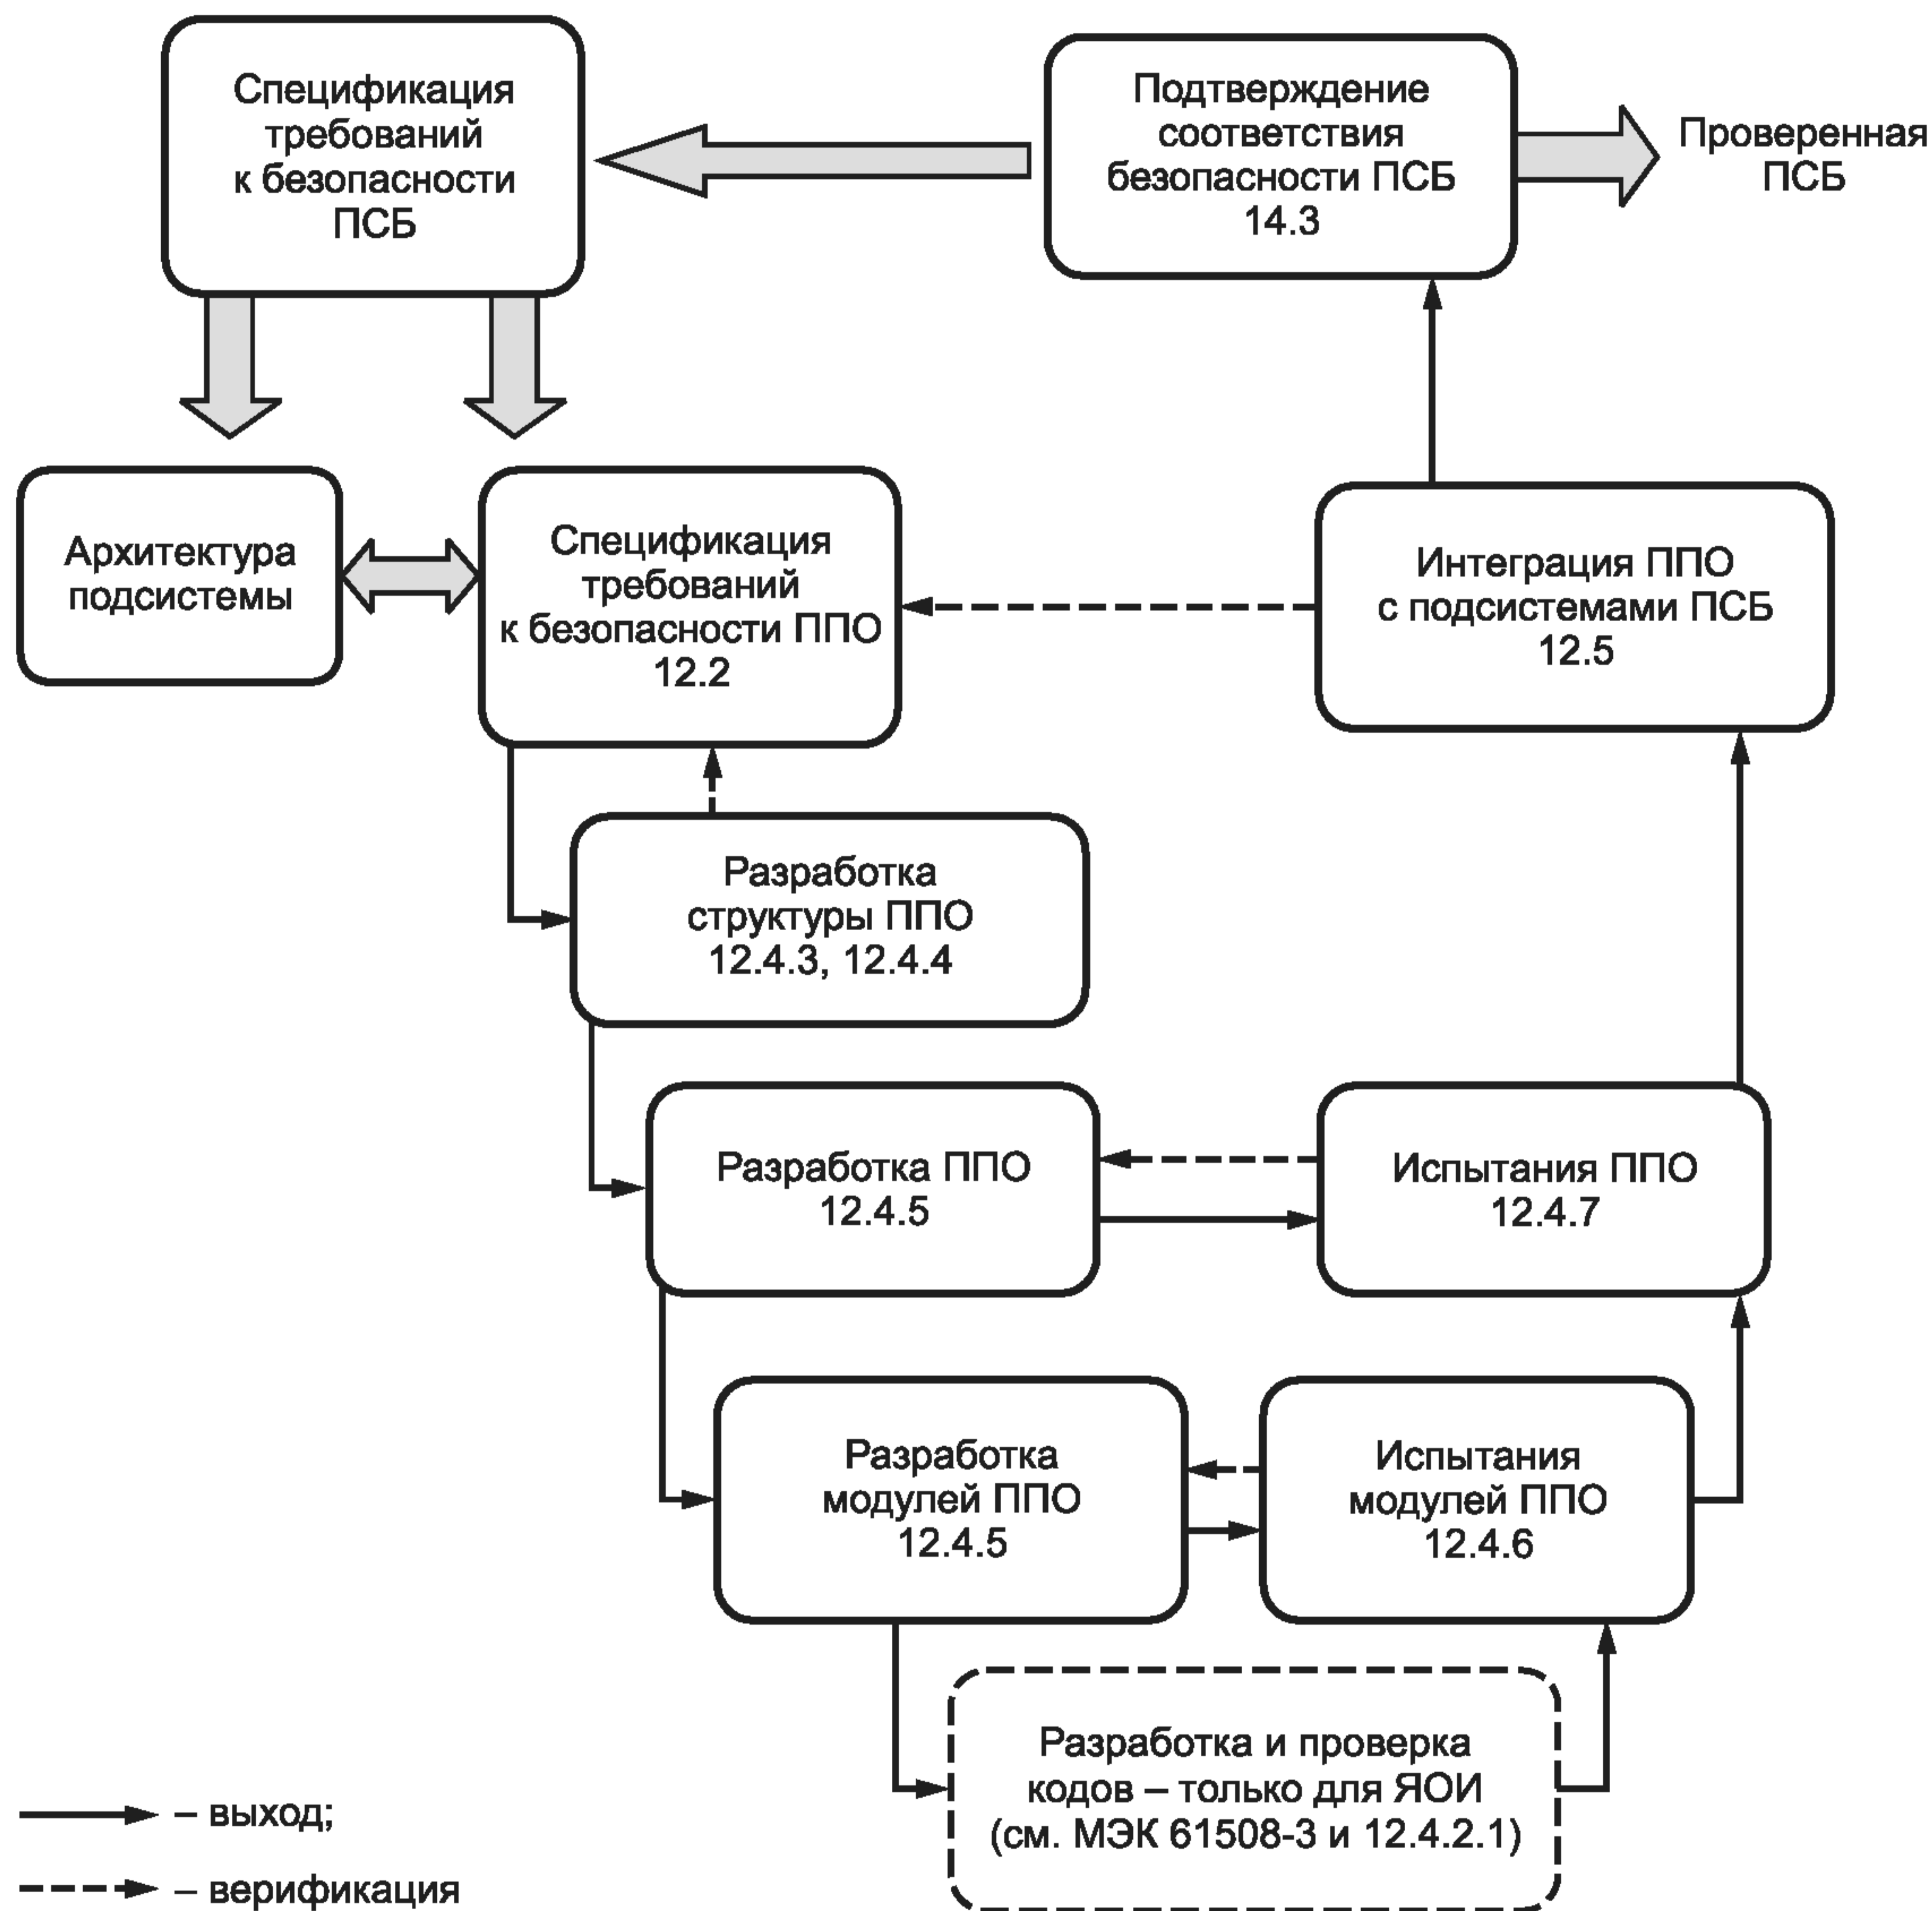 Спецификация
требований
к безопасности
ПСБ
Подтверждение
соответствия
безопасности ПСБ
14.3
Проверенная
ПСБ
Архитектура
подсистемы
Спецификация
требований
к безопасности ППО
12.2
Интеграция ППО
с подсистемами ПСБ
12.5
Разработка
структуры ППО
12.4.3, 12.4.4
Разработка ППО
12.4.5
Испытания ППО
12.4.7
Разработка
модулей ППО
12.4.5
Испытания
модулей ППО
12.4.6
Разработка и проверка
кодов – только для ЯОИ
(см. МЭК 61508-3 и 12.4.2.1)
– выход;
– верификация